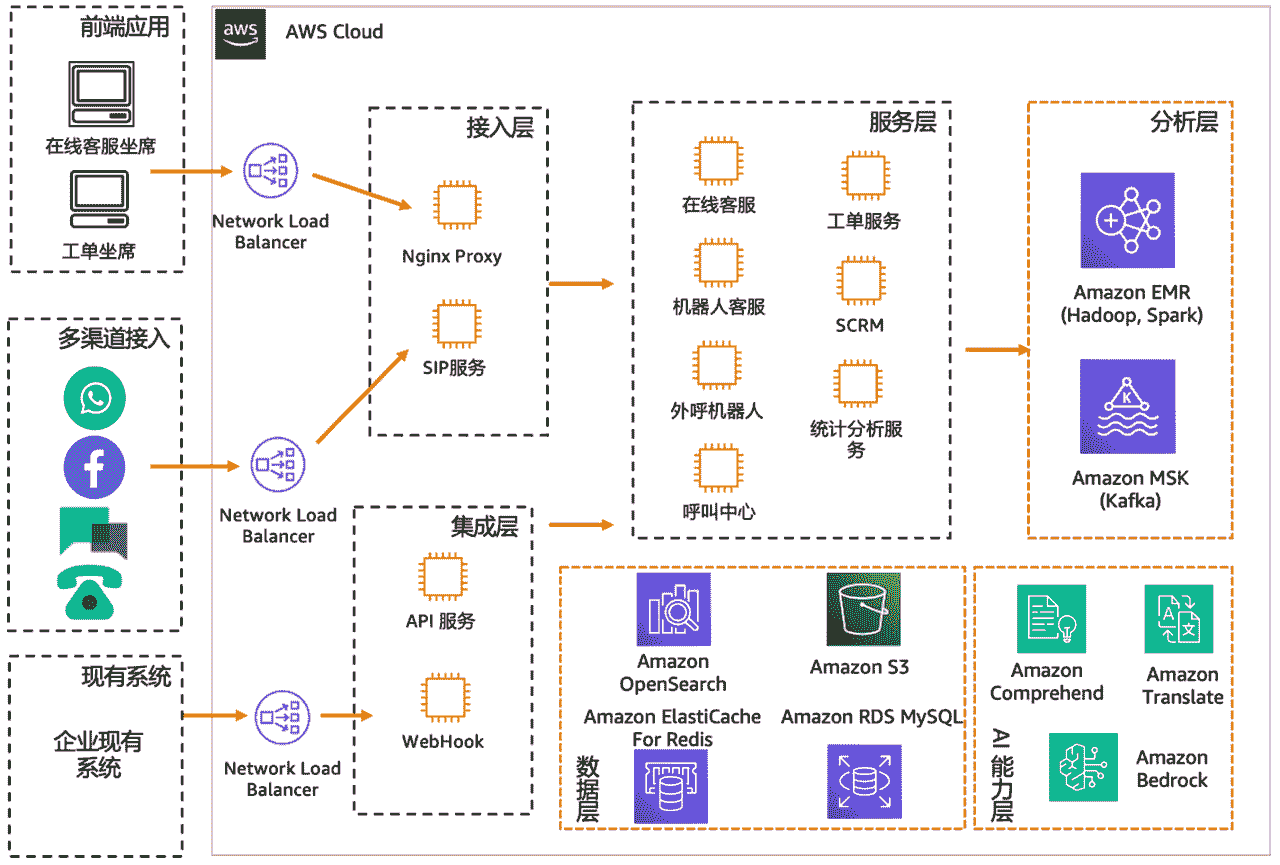 前端应用
在线客服坐席
工单坐席
多渠道接入
现有系统
企业现有
系统
aws
AWS Cloud
Network Load
Balancer
Network Load
Balancer
Network Load
Balancer
接入层
Nginx Proxy
SIP服务
集成层
API 服务
WebHook
服务层
在线客服
工单服务
机器人客服
SCRM
外呼机器人
统计分析服
务
呼叫中心
分析层
Amazon EMR
(Hadoop, Spark)
K
Amazon MSK
(Kafka)
Amazon
OpenSearch
Amazon S3
Amazon ElastiCache
For Redis
Amazon RDS MySQL
数据层
Amazon
Comprehend
A
文
Amazon
Translate
AI 能力层
Amazon
Bedrock